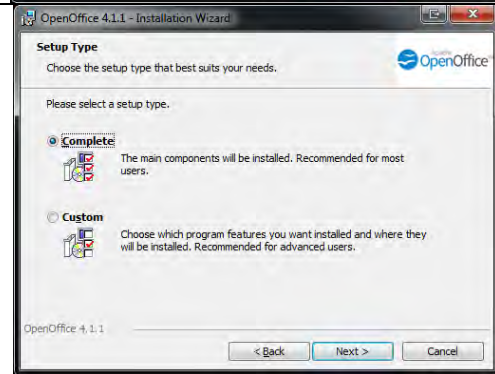 OpenOffice 4.1.1 - Installation Wizard
Setup Type
Choose the setup type that best suits your needs.
OpenOffice
Please select a setup type.
Complete
The main components will be installed. Recommended for most
users.
Custom
Choose which program features you want installed and where they
will be installed. Recommended for advanced users.
OpenOffice 4.1.1
< Back Next > Cancel